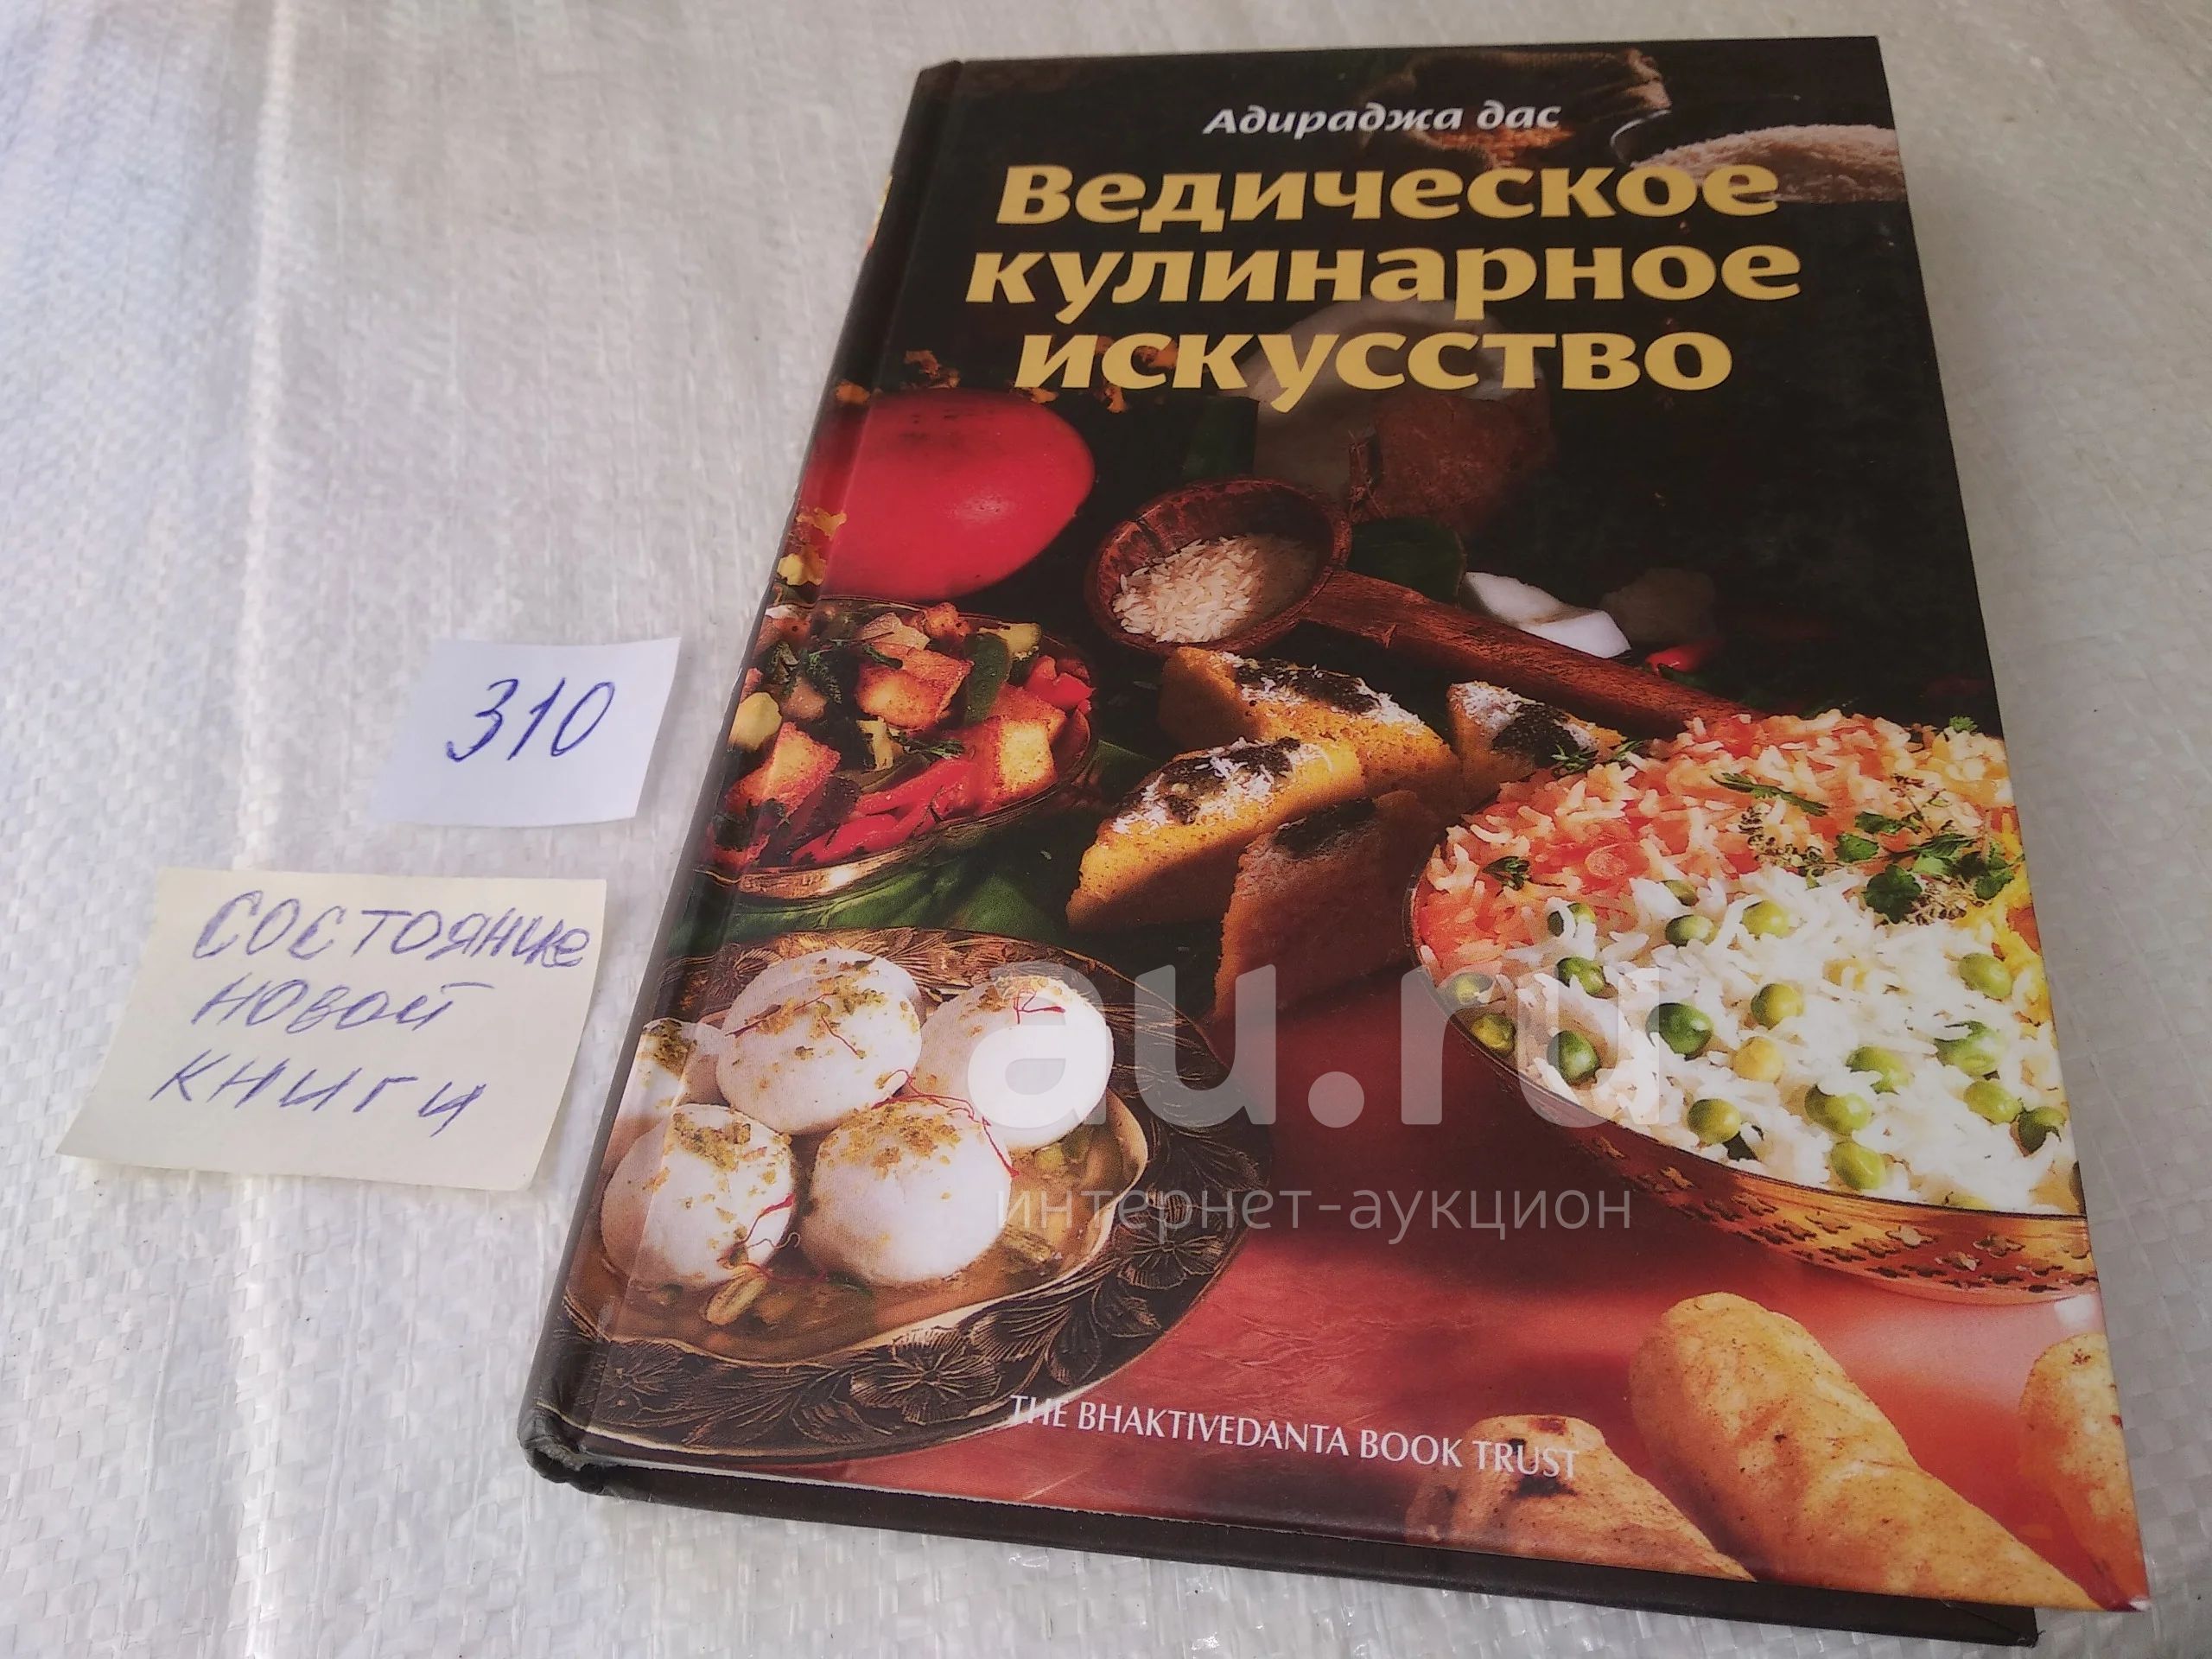 Адираджа дас
Ведическое
кулинарное
искусство
310
состояние
новой
книги
au.ru
интернет-аукцион
THE BHAKTIVEDANTA BOOK TRUST